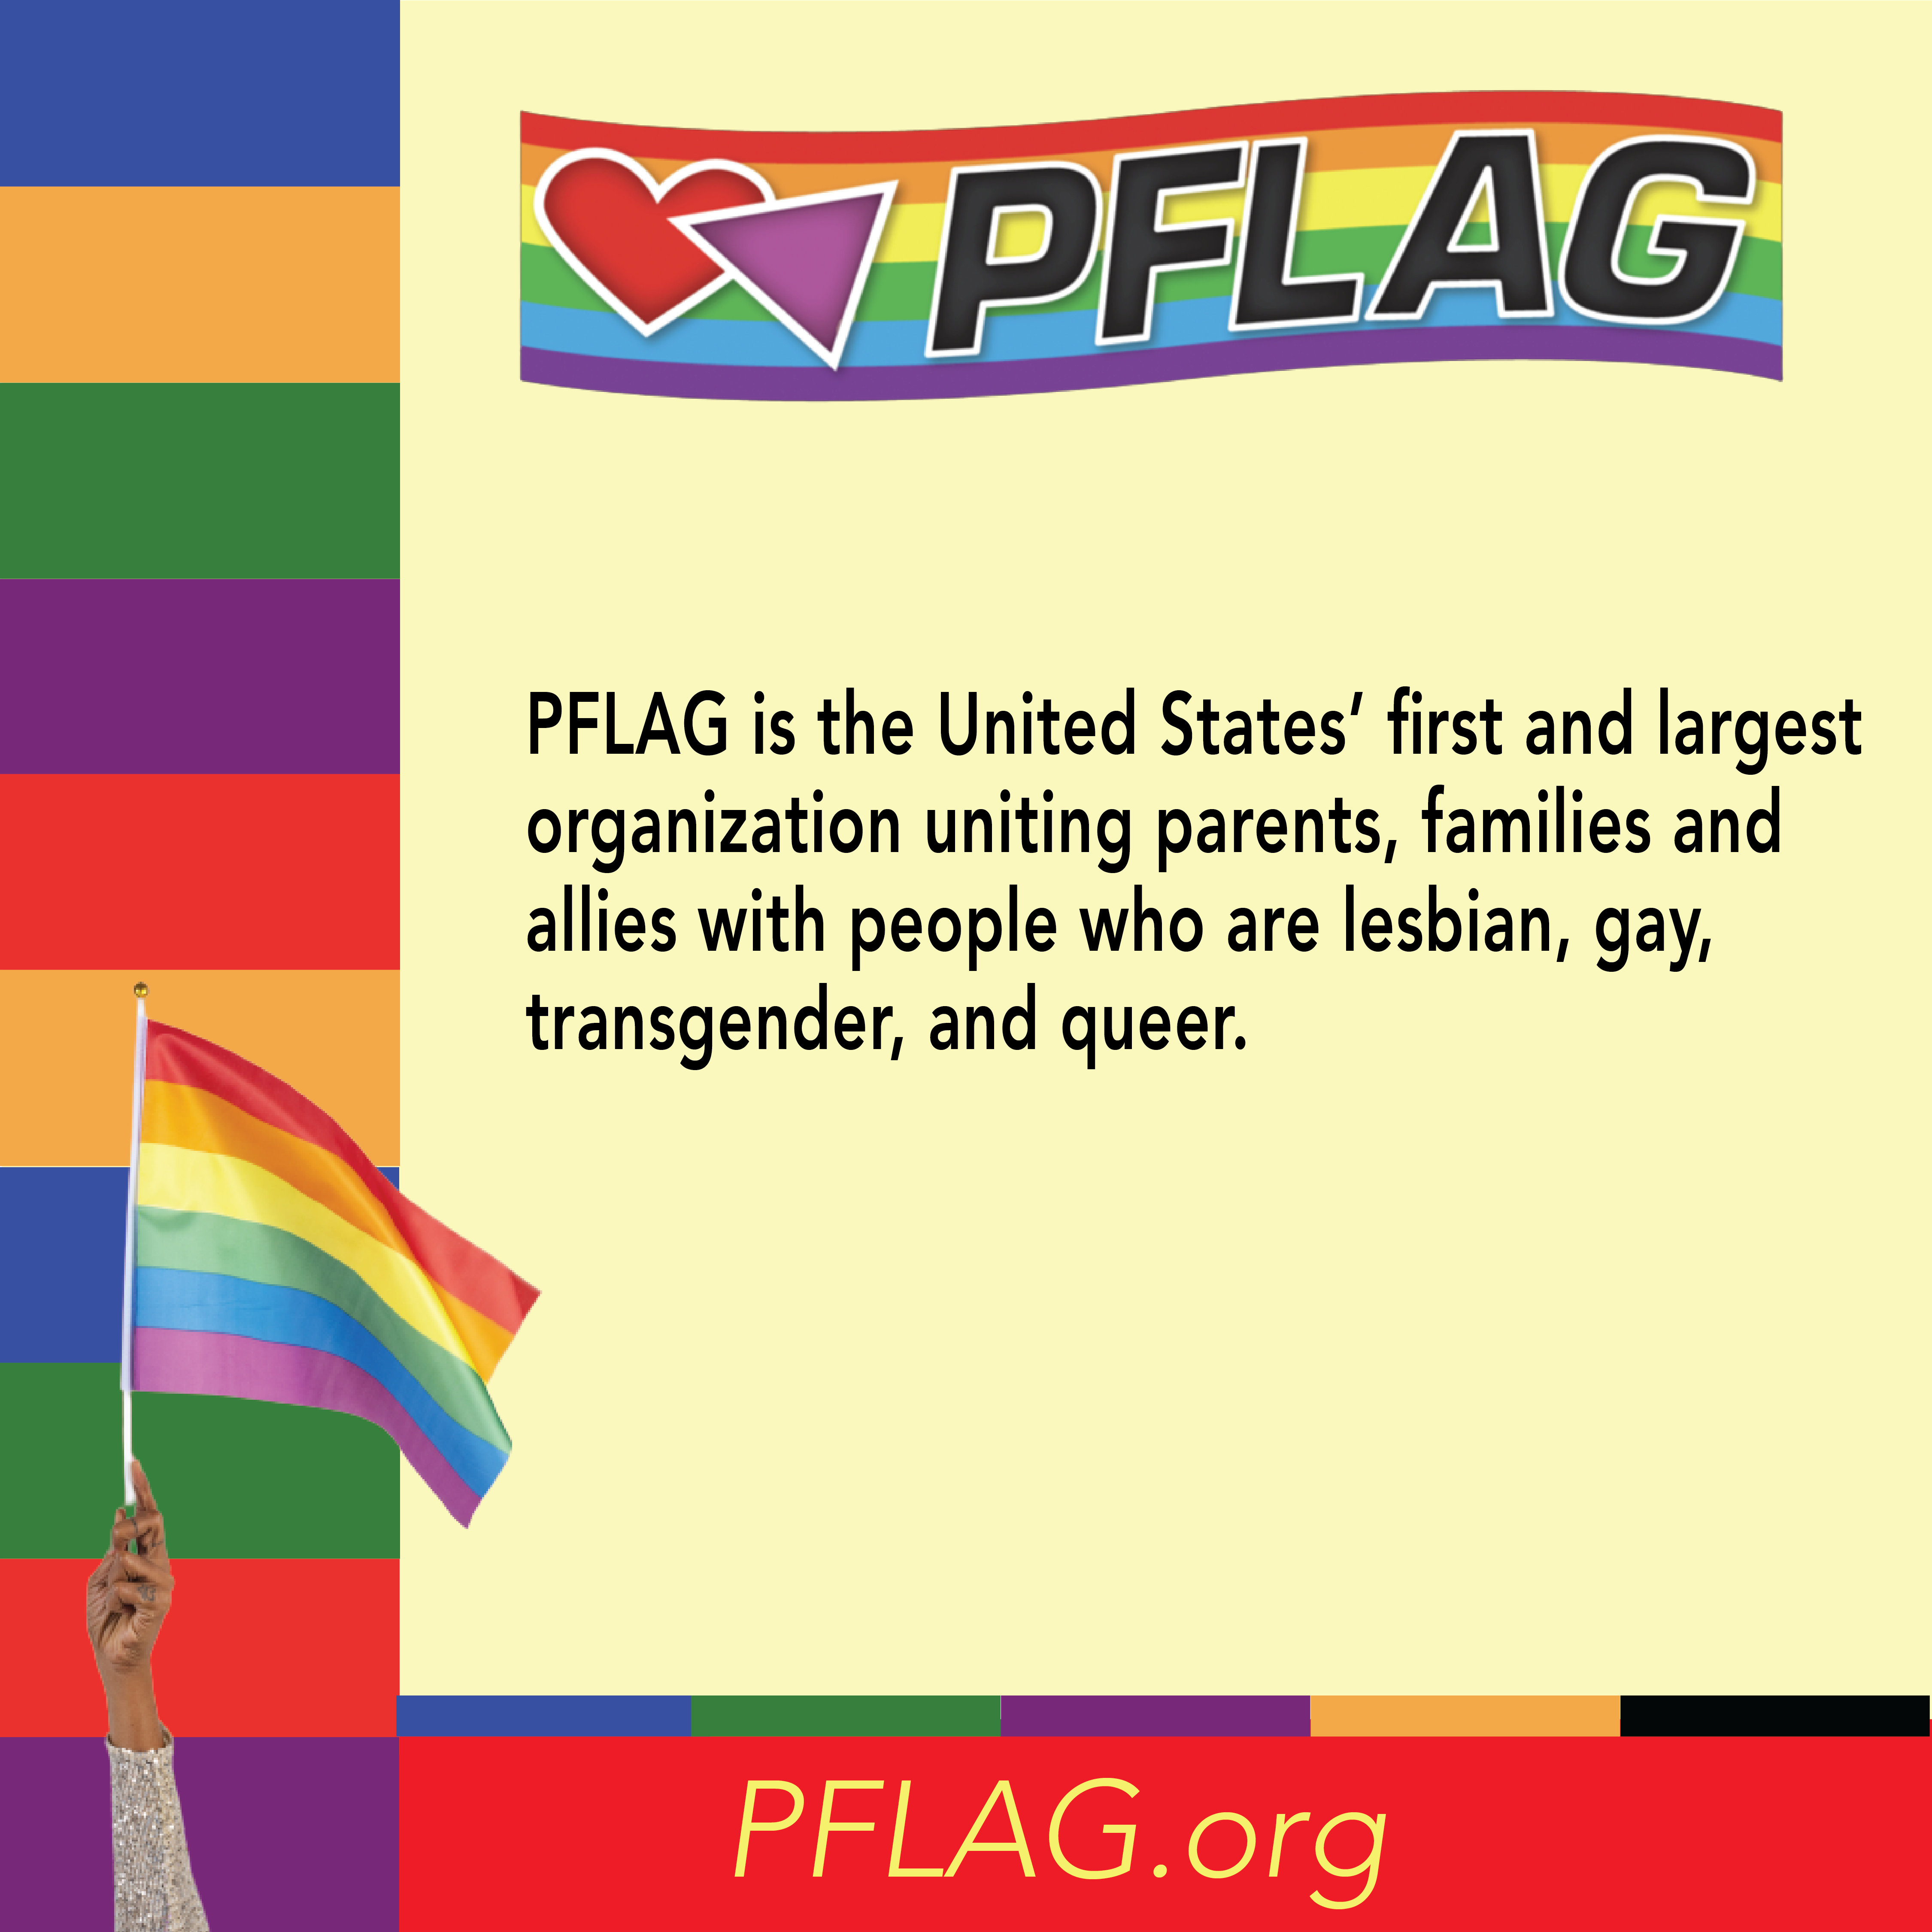 PFLAG
PFLAG is the United States’ first and largest
organization uniting parents, families and
allies with people who are lesbian, gay,
transgender, and queer.
PFLAG.org